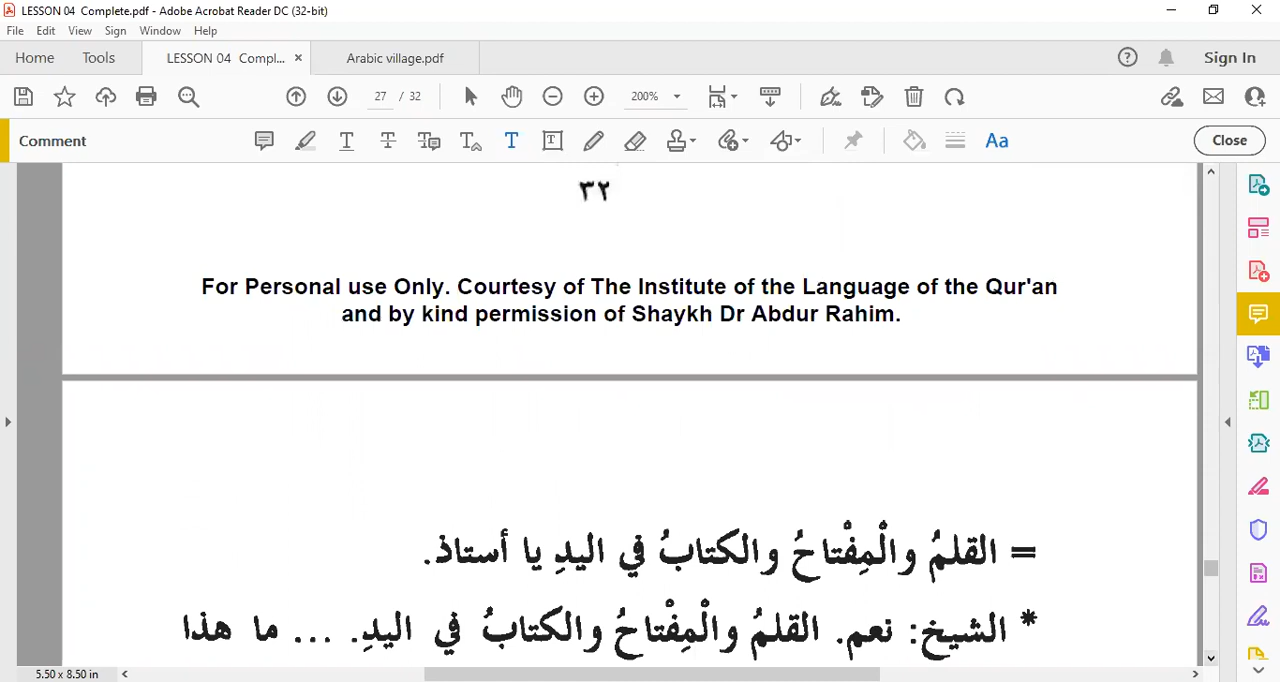 LESSON 04  Complete.pdf - Adobe Acrobat Reader DC (32-bit)
File Edit View Sign Window Help
Home Tools LESSON 04  Compl... × Arabic village.pdf Sign In
27 / 32 200%
Comment Close
٣٢
For Personal use Only. Courtesy of The Institute of the Language of the Qur'an
and by kind permission of Shaykh Dr Abdur Rahim.
= القلمُ والْمِفْتاحُ والكتابُ في اليدِ يا أستاذ.
* الشيخ: نعم. القلمُ والْمِفْتاحُ والكتابُ في اليدِ. ... ما هذا
5.50 x 8.50 in